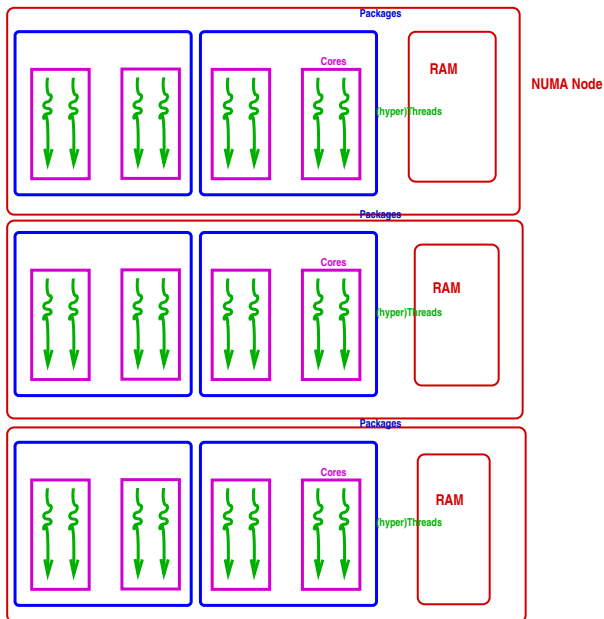 Packages
Cores
RAM
NUMA Node
(hyper)Threads
Packages
Cores
RAM
(hyper)Threads
Packages
Cores
RAM
(hyper)Threads